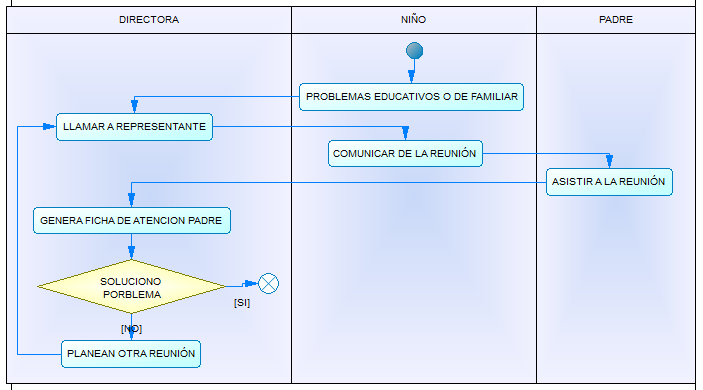 DIRECTORA
NIÑO
PADRE
PROBLEMAS EDUCATIVOS O DE FAMILIAR
LLAMAR A REPRESENTANTE
COMUNICAR DE LA REUNIÓN
ASISTIR A LA REUNIÓN
GENERA FICHA DE ATENCION PADRE
SOLUCIONO
PORBLEMA
[SI]
[NO]
PLANEAN OTRA REUNIÓN